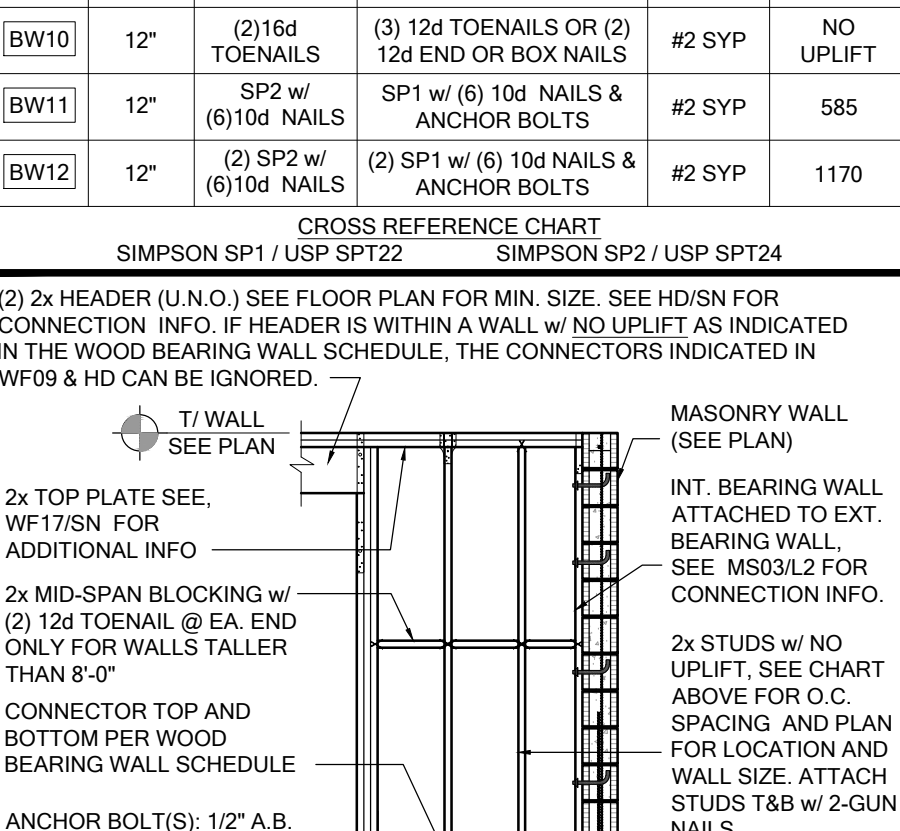 BW10 12" (2)16d TOENAILS (3) 12d TOENAILS OR (2) 12d END OR BOX NAILS #2 SYP NO UPLIFT
BW11 12" SP2 w/ (6)10d NAILS SP1 w/ (6) 10d NAILS & ANCHOR BOLTS #2 SYP 585
BW12 12" (2) SP2 w/ (6)10d NAILS (2) SP1 w/ (6) 10d NAILS & ANCHOR BOLTS #2 SYP 1170
CROSS REFERENCE CHART
SIMPSON SP1 / USP SPT22 SIMPSON SP2 / USP SPT24
(2) 2x HEADER (U.N.O.) SEE FLOOR PLAN FOR MIN. SIZE. SEE HD/SN FOR
CONNECTION INFO. IF HEADER IS WITHIN A WALL w/ NO UPLIFT AS INDICATED
IN THE WOOD BEARING WALL SCHEDULE, THE CONNECTORS INDICATED IN
WF09 & HD CAN BE IGNORED.
T/ WALL
SEE PLAN
2x TOP PLATE SEE,
WF17/SN FOR
ADDITIONAL INFO
2x MID-SPAN BLOCKING w/
(2) 12d TOENAIL @ EA. END
ONLY FOR WALLS TALLER
THAN 8'-0"
CONNECTOR TOP AND
BOTTOM PER WOOD
BEARING WALL SCHEDULE
ANCHOR BOLT(S): 1/2" A.B.
MASONRY WALL
(SEE PLAN)
INT. BEARING WALL
ATTACHED TO EXT.
BEARING WALL,
SEE MS03/L2 FOR
CONNECTION INFO.
2x STUDS w/ NO
UPLIFT, SEE CHART
ABOVE FOR O.C.
SPACING AND PLAN
FOR LOCATION AND
WALL SIZE. ATTACH
STUDS T&B w/ 2-GUN
NAILS